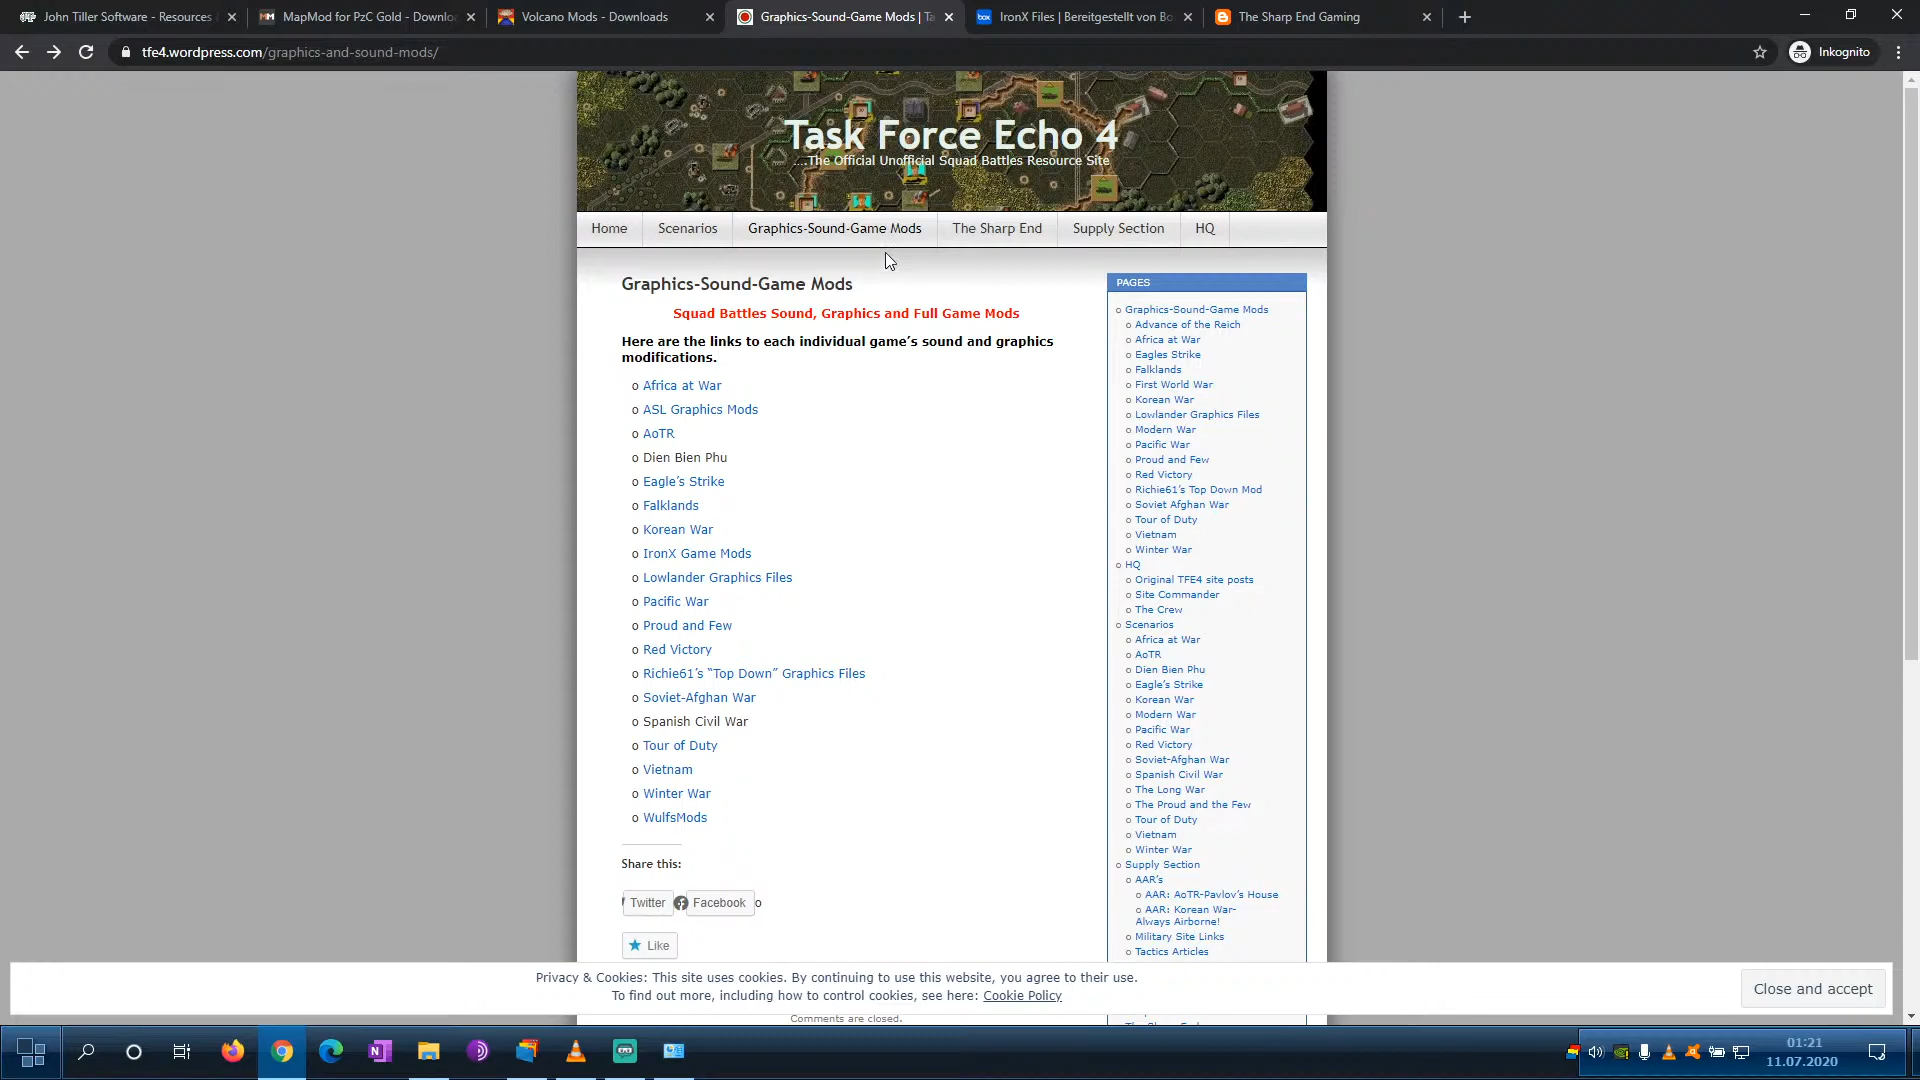 John Tiller Software - Resources
MapMod for PzC Gold - Downloa
Volcano Mods - Downloads
Graphics-Sound-Game Mods | Ta
IronX Files | Bereitgestellt von Bo
The Sharp End Gaming
tfe4.wordpress.com/graphics-and-sound-mods/
Inkognito
Task Force Echo 4
....The Official Unofficial Squad Battles Resource Site
Home
Scenarios
Graphics-Sound-Game Mods
The Sharp End
Supply Section
HQ
Graphics-Sound-Game Mods
Squad Battles Sound, Graphics and Full Game Mods
Here are the links to each individual game's sound and graphics
modifications.
Africa at War
ASL Graphics Mods
AoTR
Dien Bien Phu
Eagle's Strike
Falklands
Korean War
IronX Game Mods
Lowlander Graphics Files
Pacific War
Proud and Few
Red Victory
Richie61's “Top Down” Graphics Files
Soviet-Afghan War
Spanish Civil War
Tour of Duty
Vietnam
Winter War
WulfsMods
Share this:
Twitter
Facebook
Like
PAGES
Graphics-Sound-Game Mods
Advance of the Reich
Africa at War
Eagles Strike
Falklands
First World War
Korean War
Lowlander Graphics Files
Modern War
Pacific War
Proud and Few
Red Victory
Richie61's Top Down Mod
Soviet Afghan War
Tour of Duty
Vietnam
Winter War
HQ
Original TFE4 site posts
Site Commander
The Crew
Scenarios
Africa at War
AoTR
Dien Bien Phu
Eagle's Strike
Korean War
Modern War
Pacific War
Red Victory
Soviet-Afghan War
Spanish Civil War
The Long War
The Proud and the Few
Tour of Duty
Vietnam
Winter War
Supply Section
AAR's
AAR: AoTR-Pavlov's House
AAR: Korean War-
Always Airborne!
Military Site Links
Tactics Articles
Privacy & Cookies: This site uses cookies. By continuing to use this website, you agree to their use.
To find out more, including how to control cookies, see here: Cookie Policy
Close and accept
Comments are closed.
01:21
11.07.2020